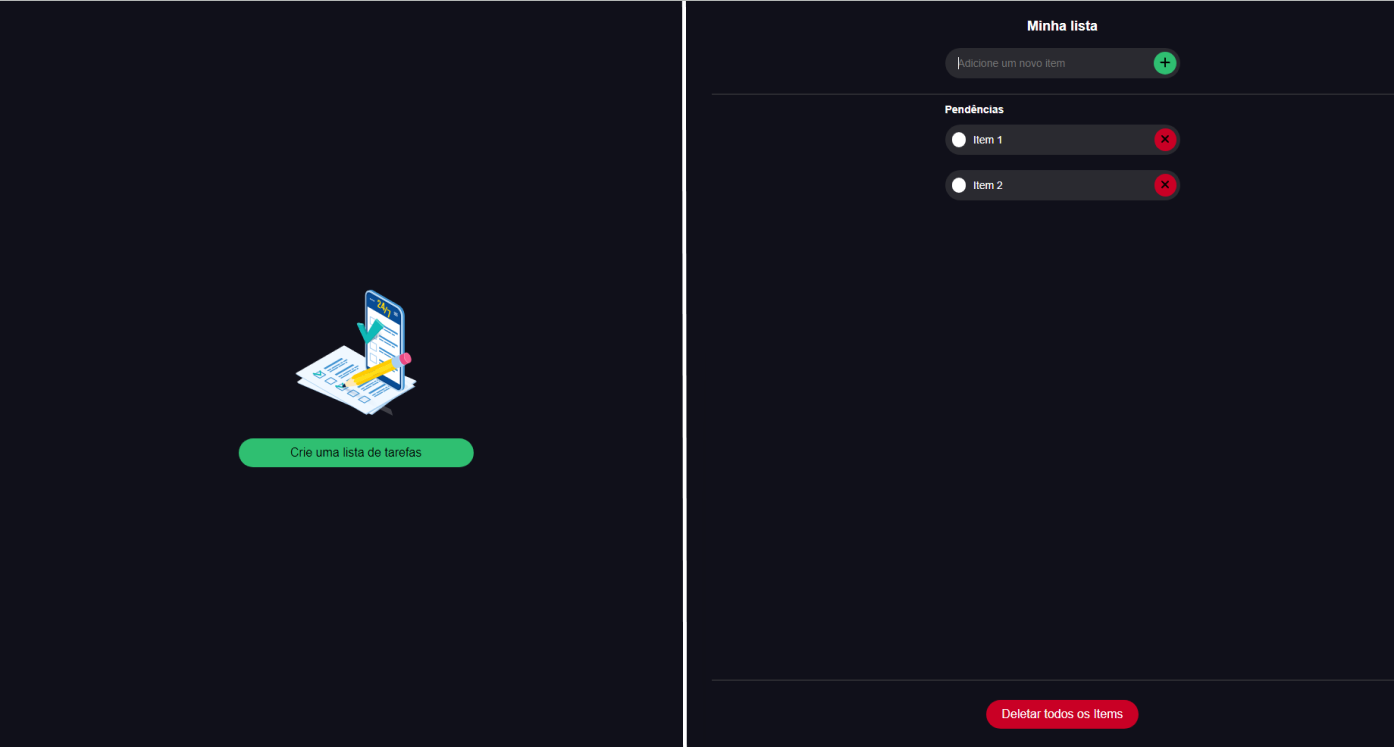 24/7
Crie uma lista de tarefas
Minha lista
Adicione um novo item
Pendências
Item 1
Item 2
Deletar todos os Items